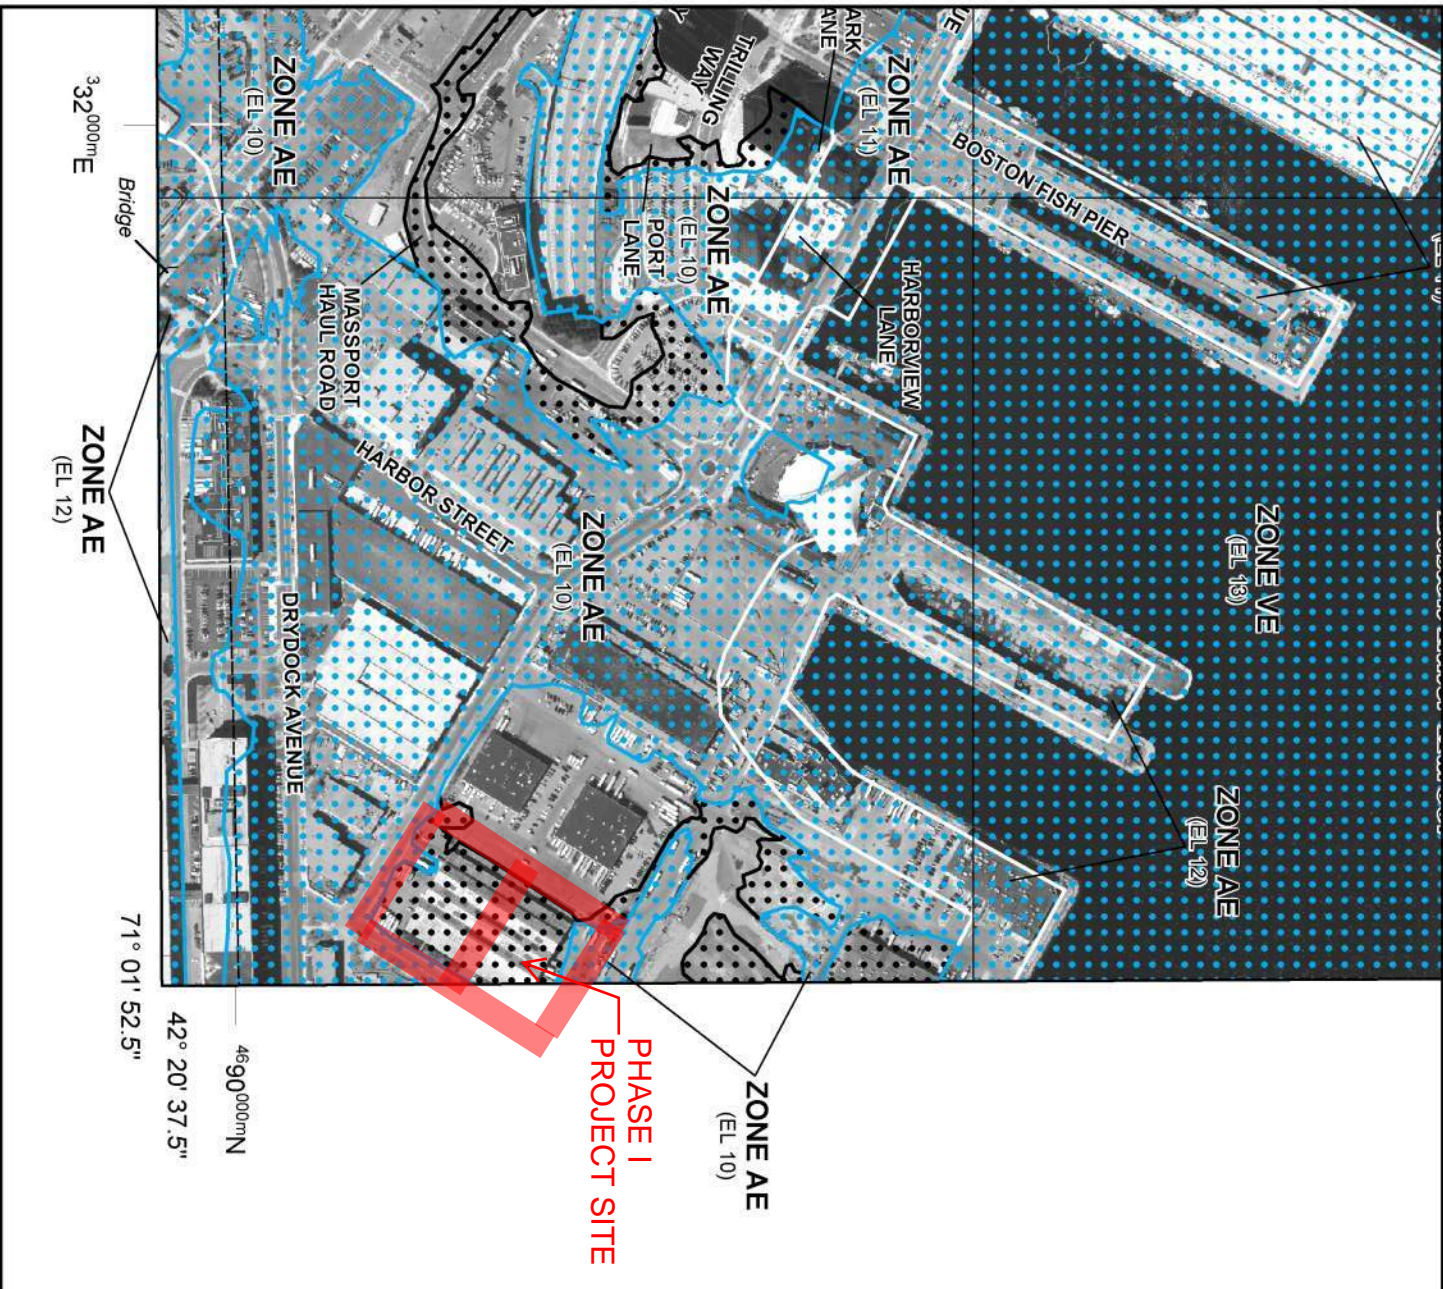 ZONE AE
(EL 10)
332000mE
Bridge
TRILLING
WAY
ZONE AE
(EL 11)
BOSTON FISH PIER
ZONE AE
(EL 10)
PORT
LANE
HARBORVIEW
LANE
MASSPORT
HAUL ROAD
HARBOR STREET
ZONE AE
(EL 12)
ZONE AE
(EL 10)
ZONE VE
(EL 13)
DRYDOCK AVENUE
ZONE AE
(EL 12)
71° 01' 52.5"
42° 20' 37.5"
4690000mN
PHASE I
PROJECT SITE
ZONE AE
(EL 10)